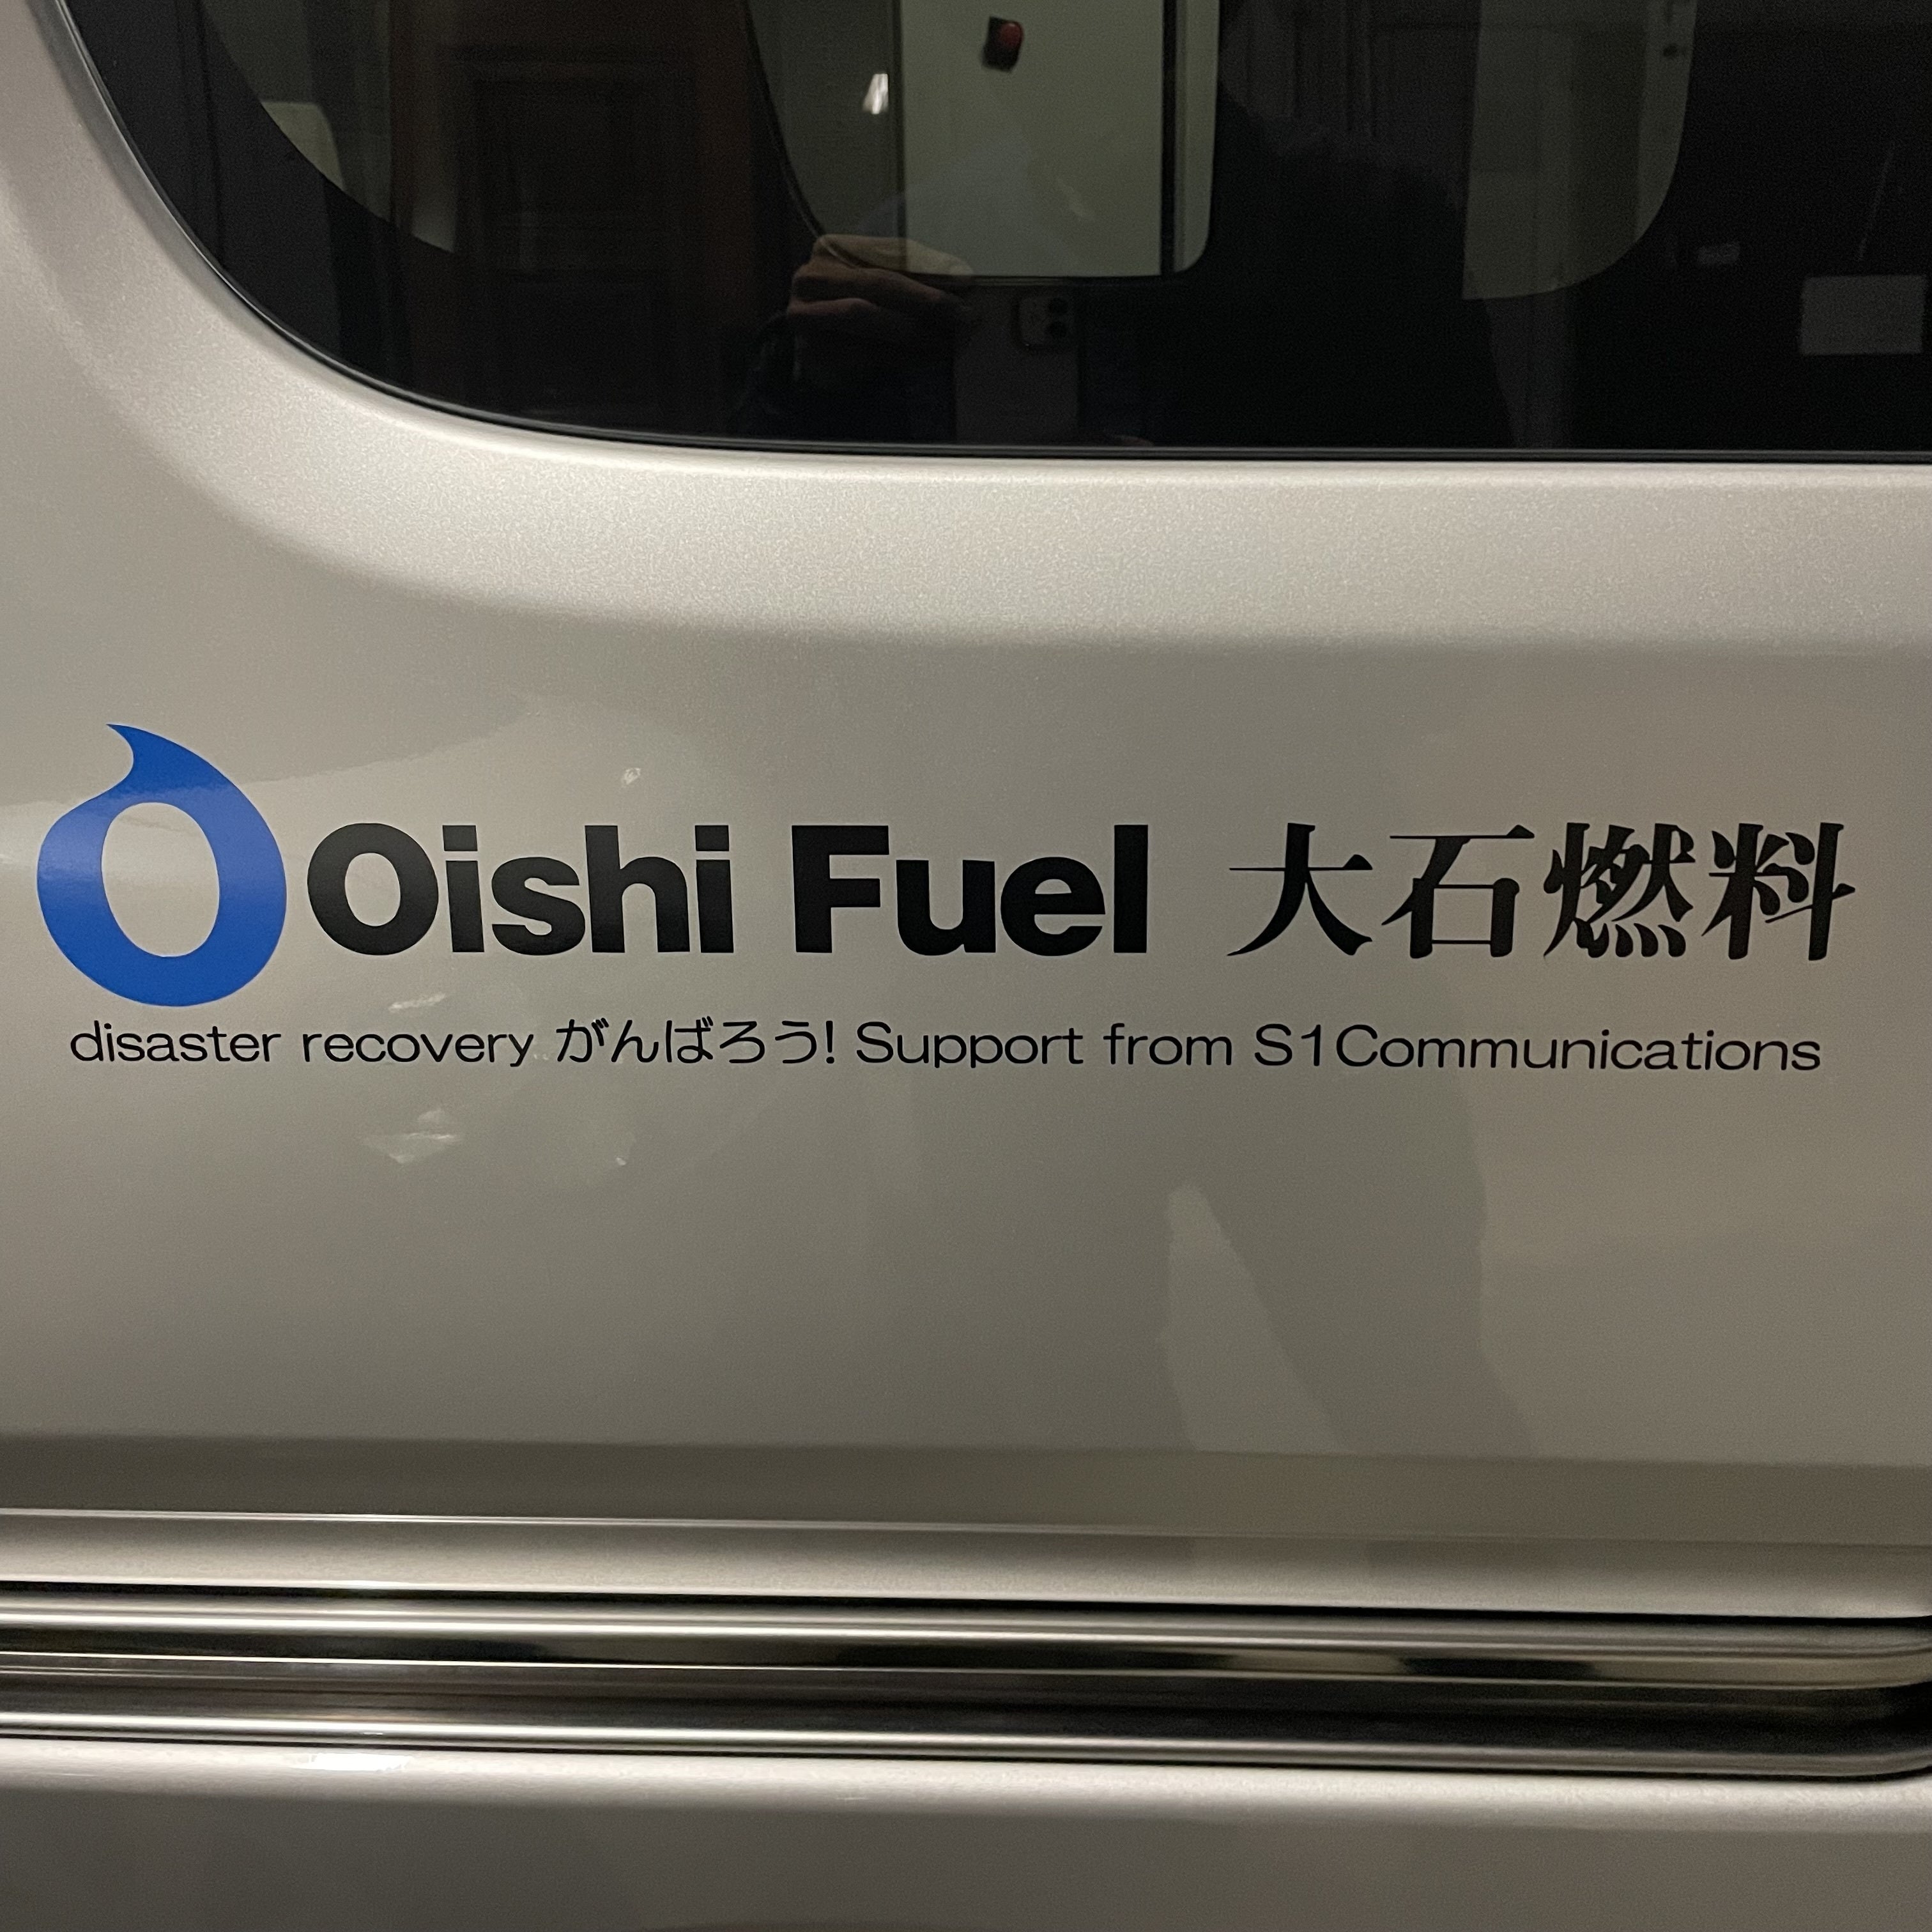 Oishi Fuel 大石燃料
disaster recovery がんばろう! Support from S1Communications